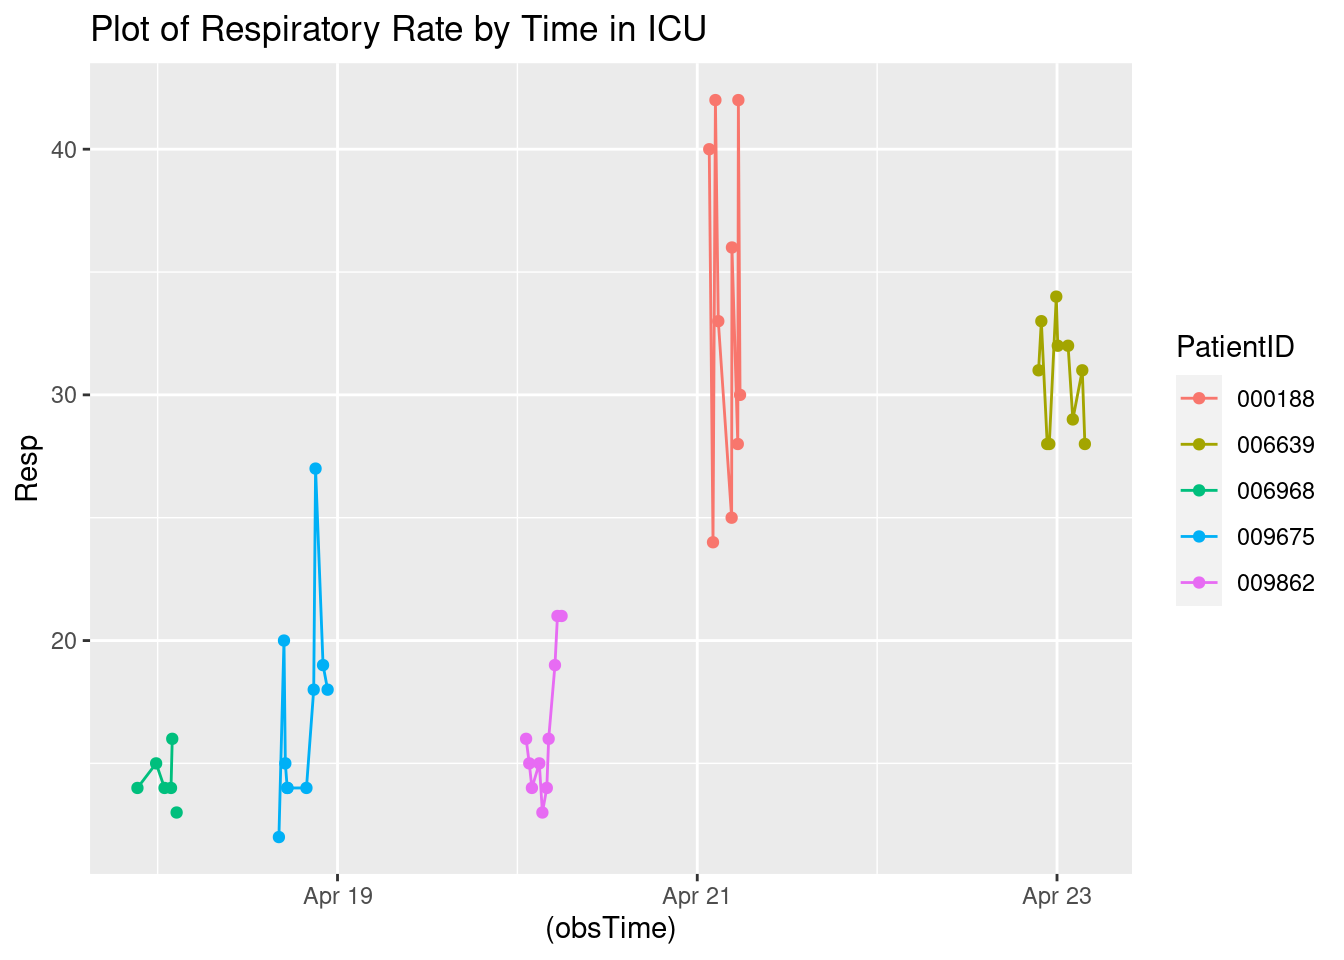 Plot of Respiratory Rate by Time in ICU
40
30
20
Resp
Apr 19
Apr 21
Apr 23
(obsTime)
PatientID
000188
006639
006968
009675
009862